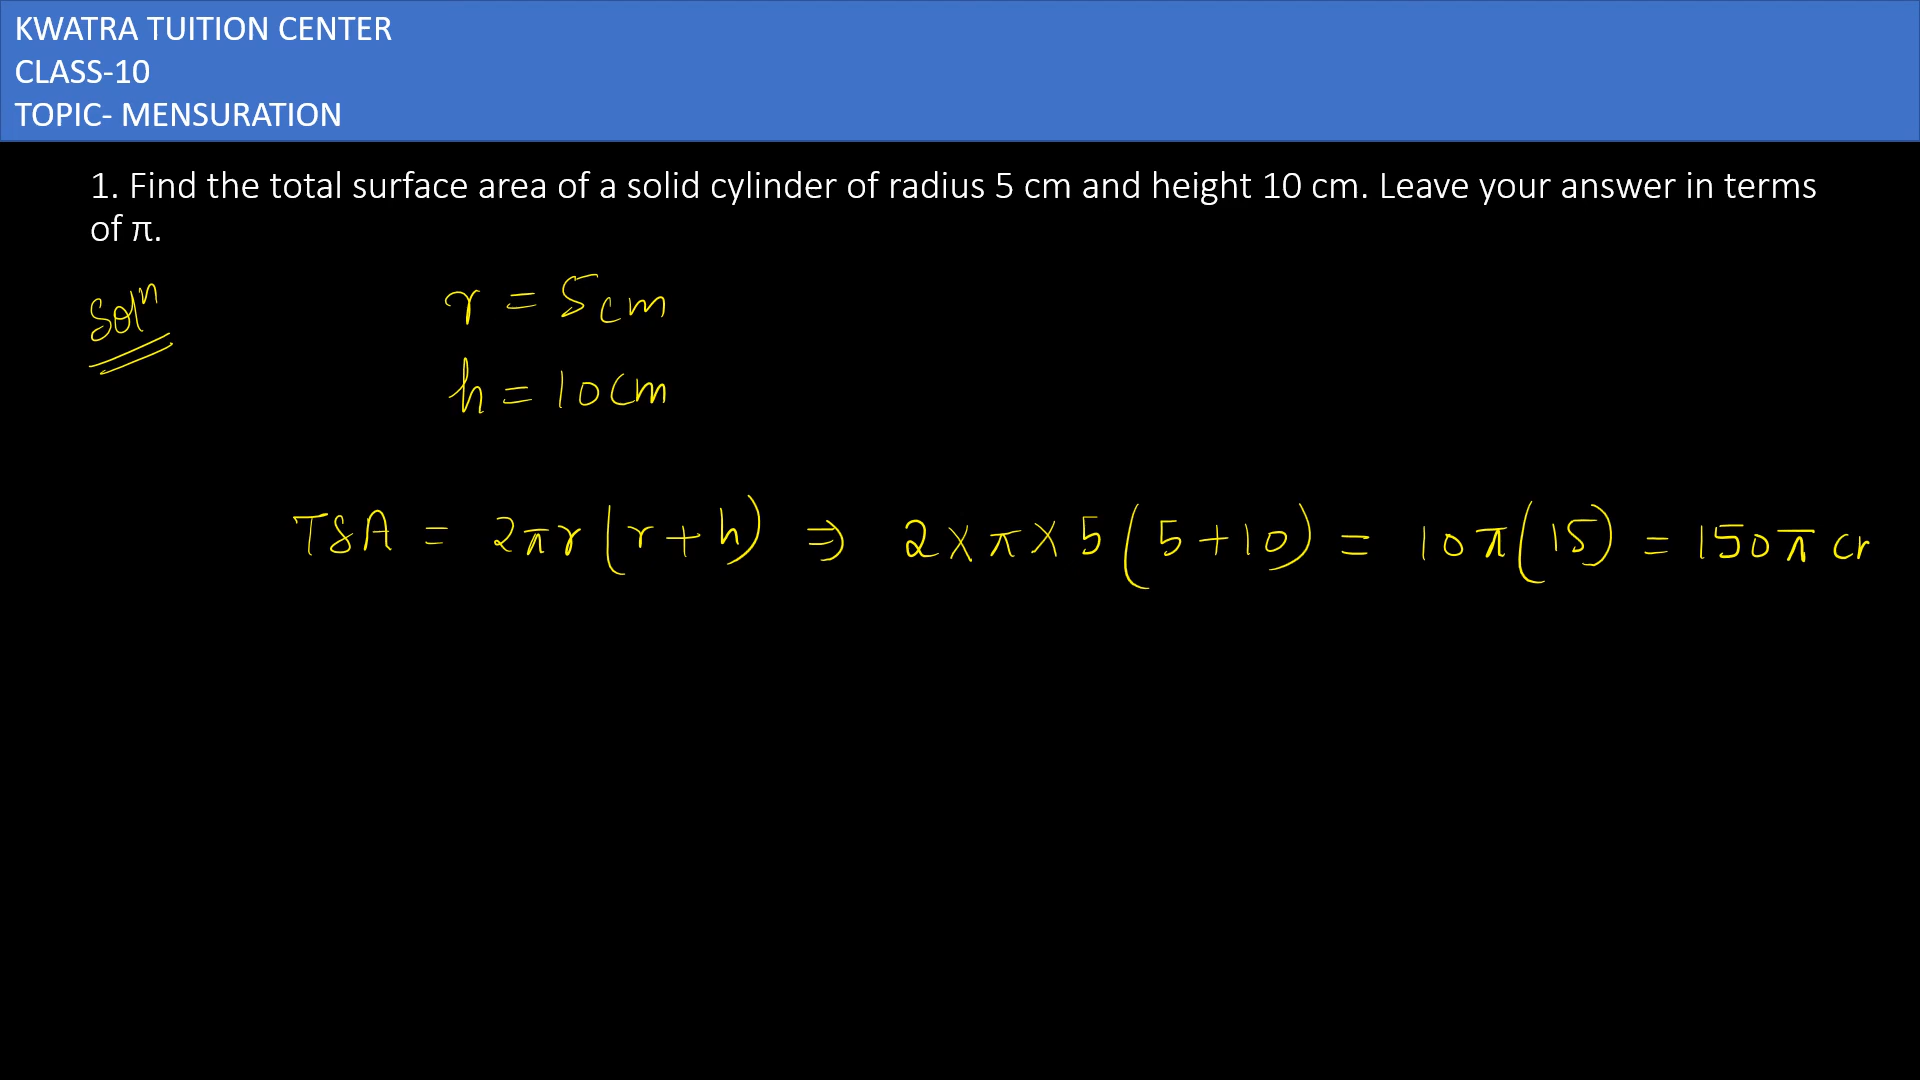 KWATRA TUITION CENTER
CLASS-10
TOPIC- MENSURATION
1. Find the total surface area of a solid cylinder of radius 5 cm and height 10 cm. Leave your answer in terms
of π.
Solⁿ
r = 5cm
h = 10cm
TSA = 2πr(r+h) ⇒ 2×π×5(5+10) = 10π(15) = 150π cr